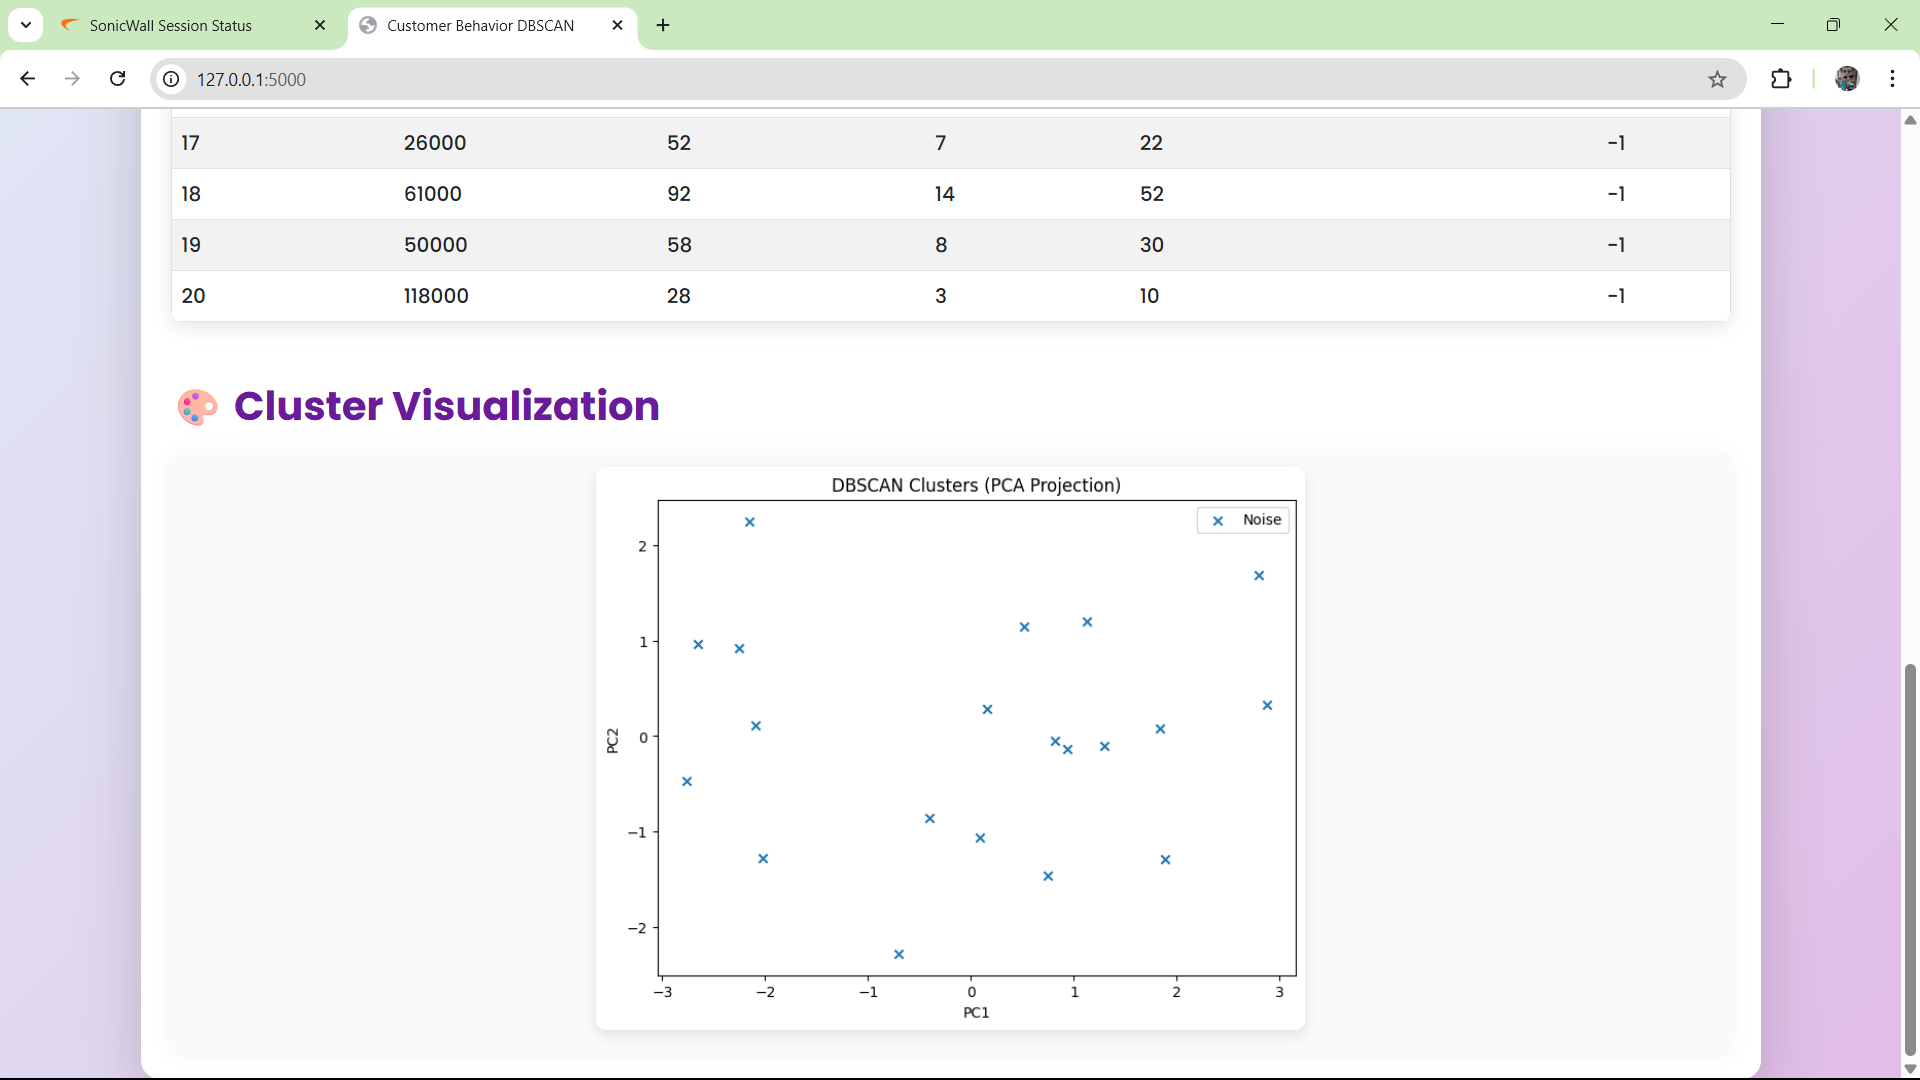 SonicWall Session Status
Customer Behavior DBSCAN
127.0.0.1:5000
17 26000 52 7 22 -1
18 61000 92 14 52 -1
19 50000 58 8 30 -1
20 118000 28 3 10 -1
Cluster Visualization
DBSCAN Clusters (PCA Projection)
Noise
2
1
0
−1
−2
PC2
−3 −2 −1 0 1 2 3
PC1